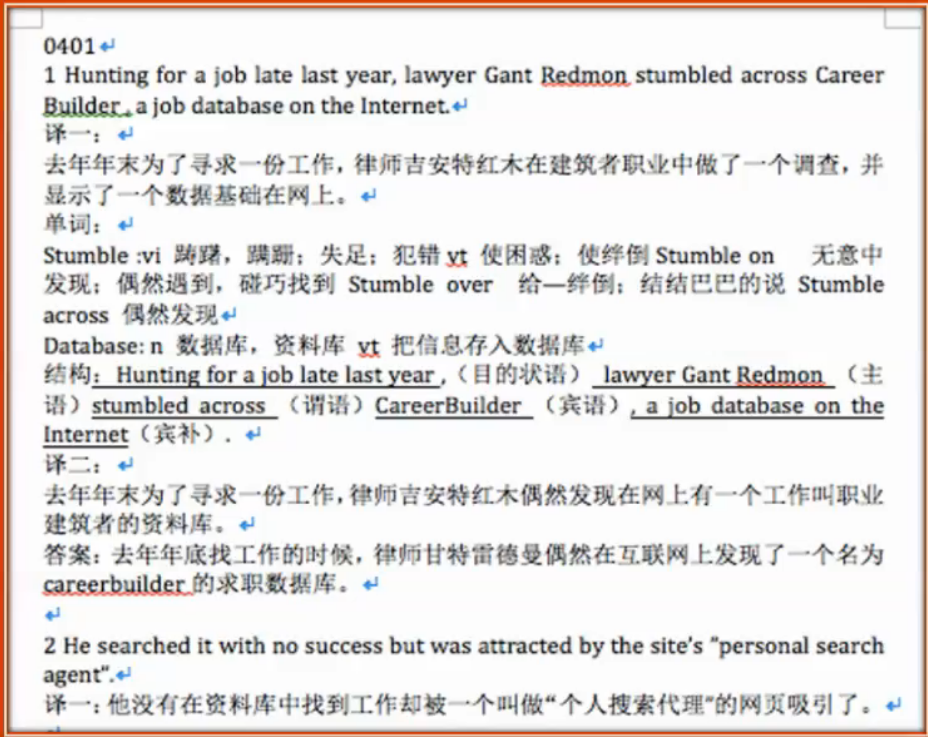 0401
1 Hunting for a job late last year, lawyer Gant Redmon stumbled across Career
Builder , a job database on the Internet.
译一：
去年年末为了寻求一份工作，律师吉安特红木在建筑者职业中做了一个调查，并
显示了一个数据基础在网上。
单词：
Stumble :vi 踌躇，蹒跚；失足；犯错 vt 使困惑；使绊倒 Stumble on 无意中
发现；偶然遇到，碰巧找到 Stumble over 给—绊倒；结结巴巴的说 Stumble
across 偶然发现
Database: n 数据库，资料库 vt 把信息存入数据库
结构：Hunting for a job late last year ,（目的状语） lawyer Gant Redmon （主
语）stumbled across （谓语）CareerBuilder （宾语）, a job database on the
Internet（宾补）.
译二：
去年年末为了寻求一份工作，律师吉安特红木偶然发现在网上有一个工作叫职业
建筑者的资料库。
答案：去年年底找工作的时候，律师甘特雷德曼偶然在互联网上发现了一个名为
careerbuilder 的求职数据库。
2 He searched it with no success but was attracted by the site's "personal search
agent".
译一：他没有在资料库中找到工作却被一个叫做“个人搜索代理”的网页吸引了。